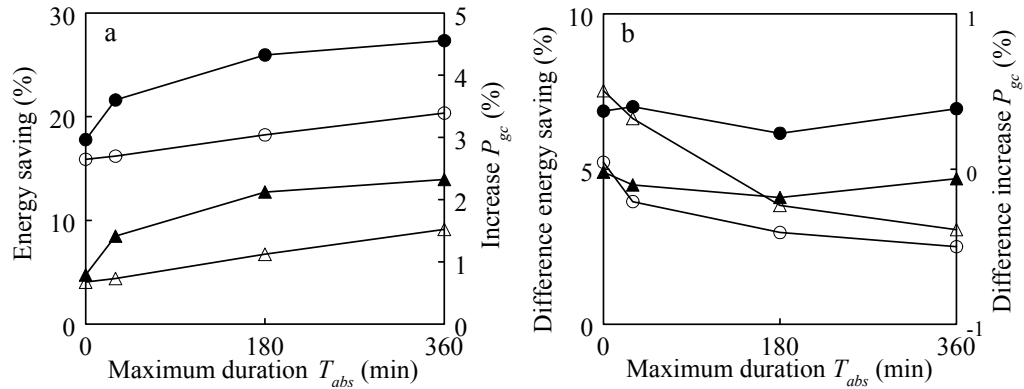 a
30
20
10
0
Energy saving (%)
5
4
3
2
1
0
Increase P_gc (%)
0 180 360
Maximum duration T_abs (min)
b
10
5
0
Difference energy saving (%)
1
0
-1
Difference increase P_gc (%)
0 180 360
Maximum duration T_abs (min)